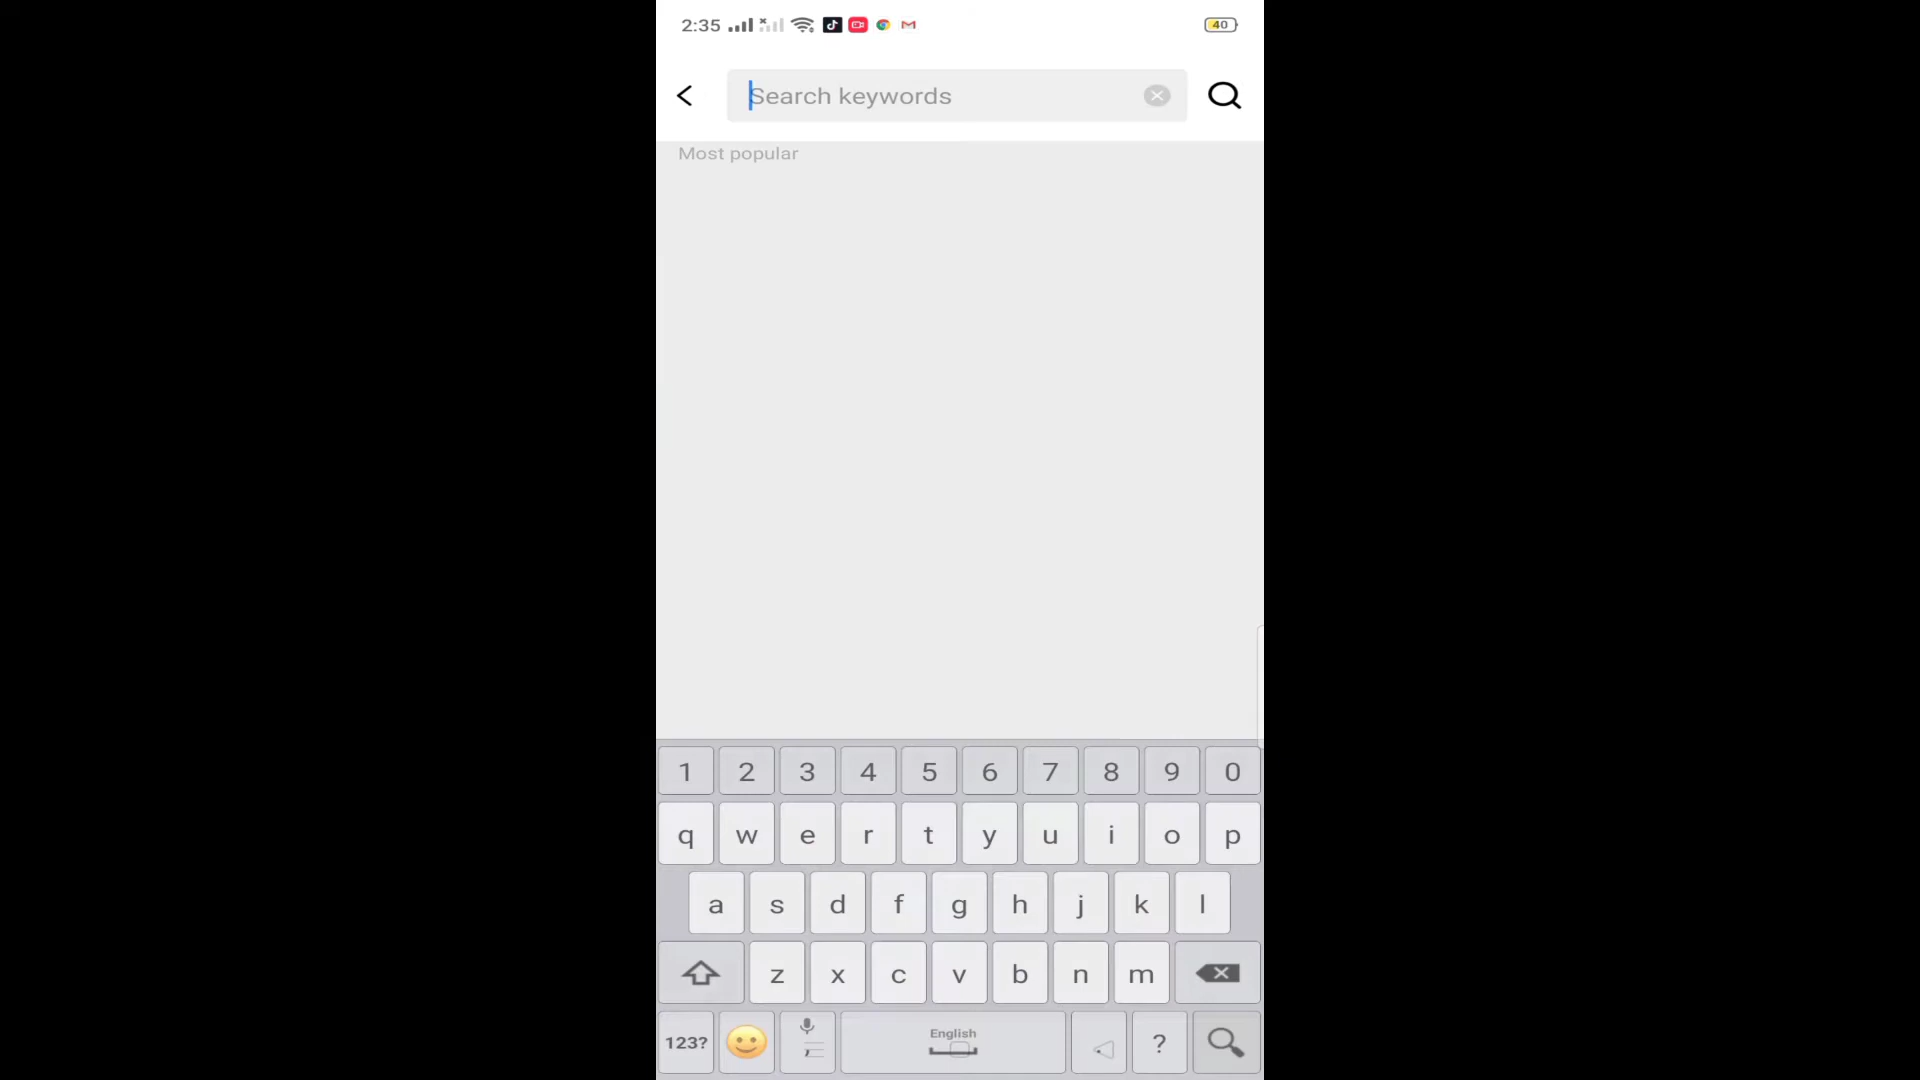 2:35 40
Search keywords
Most popular
1 2 3 4 5 6 7 8 9 0
q w e r t y u i o p
a s d f g h j k l
z x c v b n m
123? , English . ?